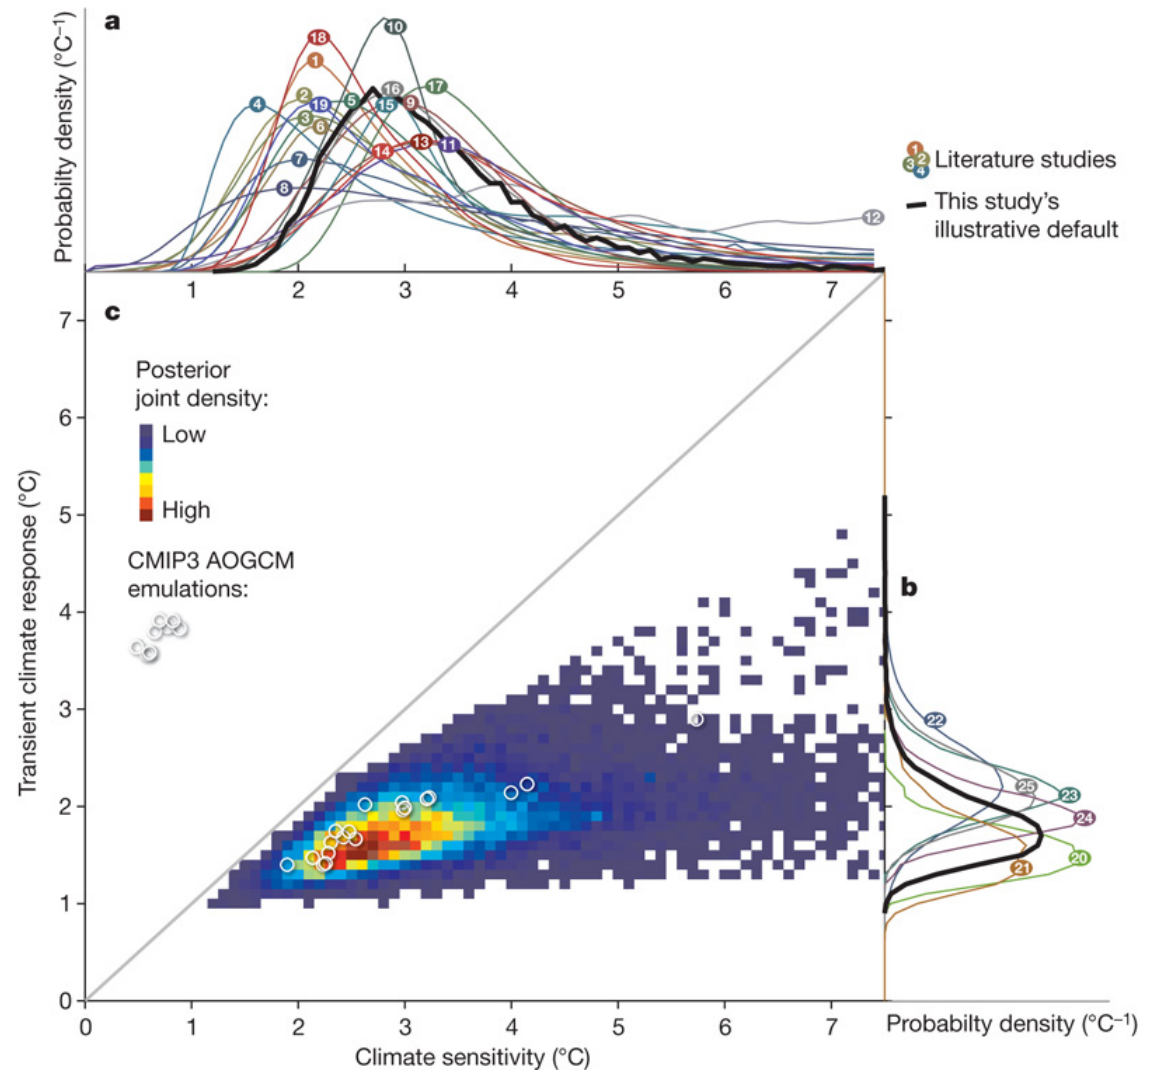 a
Probabilty density (°C⁻¹)
18
10
1
17
16
2
4
19
5
15
9
3
6
13
11
14
7
8
12
1
3 2
4
Literature studies
This study's
illustrative default
1 2 3 4 5 6 7
c
7
6
5
4
3
2
1
0
Transient climate response (°C)
Posterior
joint density:
Low
High
CMIP3 AOGCM
emulations:
b
22
25
23
24
20
21
0 1 2 3 4 5 6 7
Climate sensitivity (°C)
Probabilty density (°C⁻¹)